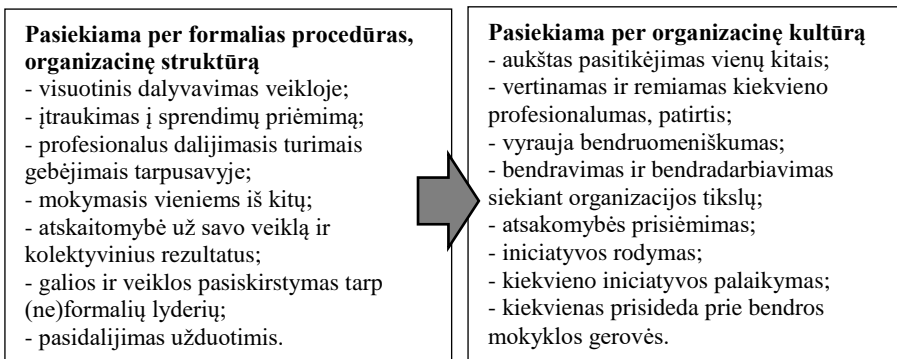 Pasiekiama per formalias procedūras,
organizacinę struktūrą
- visuotinis dalyvavimas veikloje;
- įtraukimas į sprendimų priėmimą;
- profesionalus dalijimasis turimais
gebėjimais tarpusavyje;
- mokymasis vieniems iš kitų;
- atskaitomybė už savo veiklą ir
kolektyvinius rezultatus;
- galios ir veiklos pasiskirstymas tarp
(ne)formalių lyderių;
- pasidalijimas užduotimis.
Pasiekiama per organizacinę kultūrą
- aukštas pasitikėjimas vienų kitais;
- vertinamas ir remiamas kiekvieno
profesionalumas, patirtis;
- vyrauja bendruomeniškumas;
- bendravimas ir bendradarbiavimas
siekiant organizacijos tikslų;
- atsakomybės prisiėmimas;
- iniciatyvos rodymas;
- kiekvieno iniciatyvos palaikymas;
- kiekvienas prisideda prie bendros
mokyklos gerovės.